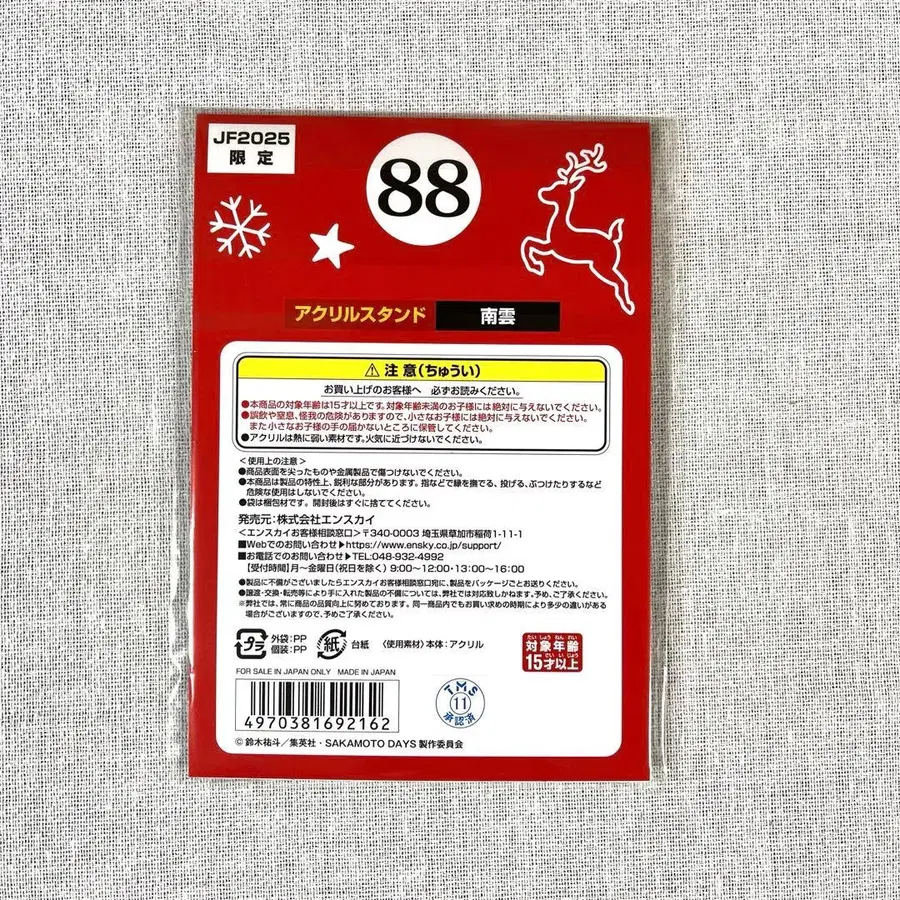 JF2025
限定
88
アクリルスタンド 南雲
⚠注意(ちゅうい)
お買い上げのお客様へ 必ずお読みください。
●本商品の対象年齢は15才以上です。対象年齢未満のお子様には絶対に与えないでください。
●誤飲や窒息、怪我の危険がありますので、小さなお子様には絶対に与えないでください。
また小さなお子様の手の届かないところに保管してください。
●アクリルは熱に弱い素材です。火気に近づけないでください。
<使用上の注意>
●商品表面を尖ったものや金属製品で傷つけないでください。
●本商品は製品の特性上、鋭利な部分があります。指などで縁を撫でる、投げる、ぶつけたりするなど
危険な使用はしないでください。
●袋は梱包材です。開封後はすぐに捨ててください。
発売元:株式会社エンスカイ
<エンスカイお客様相談窓口>〒340-0003 埼玉県草加市稲荷1-11-1
■Webでのお問い合わせ▶https://www.ensky.co.jp/support/
■お電話でのお問い合わせ▶TEL:048-932-4992
【受付時間】月~金曜日(祝日を除く) 9:00~12:00・13:00~16:00
●製品に不備がございましたらエンスカイお客様相談窓口宛に、製品をパッケージごとお送りください。
●譲渡・交換・転売等により手に入れた製品の不備については、弊社では対応致しかねます。予め、ご了承ください。
※弊社では、常に商品の品質向上に努めております。同一商品内でもお買い求めの時期により多少の違いがある
場合がございますので、予めご了承ください。
プラ 外袋:PP
個装:PP
紙 台紙 〈使用素材〉本体:アクリル
たいしょうねんれい
対象年齢
さいいじょう
15才以上
FOR SALE IN JAPAN ONLY MADE IN JAPAN
4970381692162
TMS
11
承認済
© 鈴木祐斗/集英社・SAKAMOTO DAYS 製作委員会